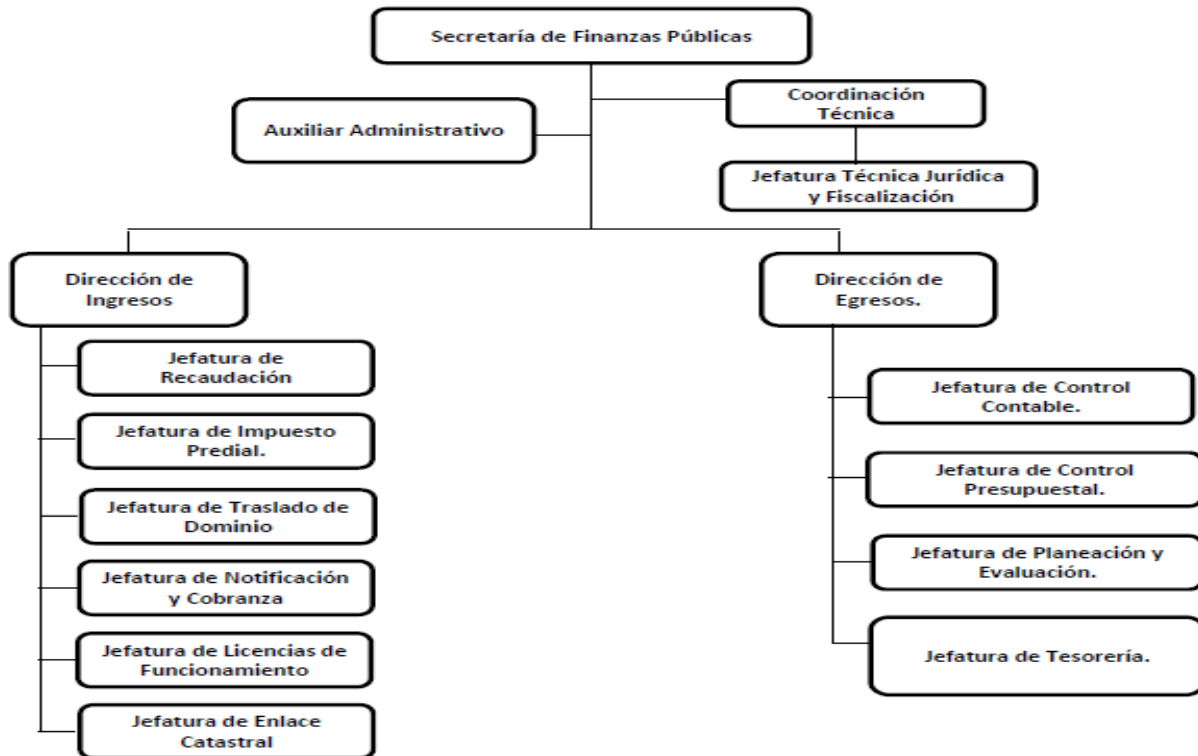 Secretaría de Finanzas Públicas
Coordinación
Técnica
Auxiliar Administrativo
Jefatura Técnica Jurídica
y Fiscalización
Dirección de
Ingresos
Dirección de
Egresos.
Jefatura de
Recaudación
Jefatura de Impuesto
Predial.
Jefatura de Traslado de
Dominio
Jefatura de Notificación
y Cobranza
Jefatura de Licencias de
Funcionamiento
Jefatura de Enlace
Catastral
Jefatura de Control
Contable.
Jefatura de Control
Presupuestal.
Jefatura de Planeación y
Evaluación.
Jefatura de Tesorería.